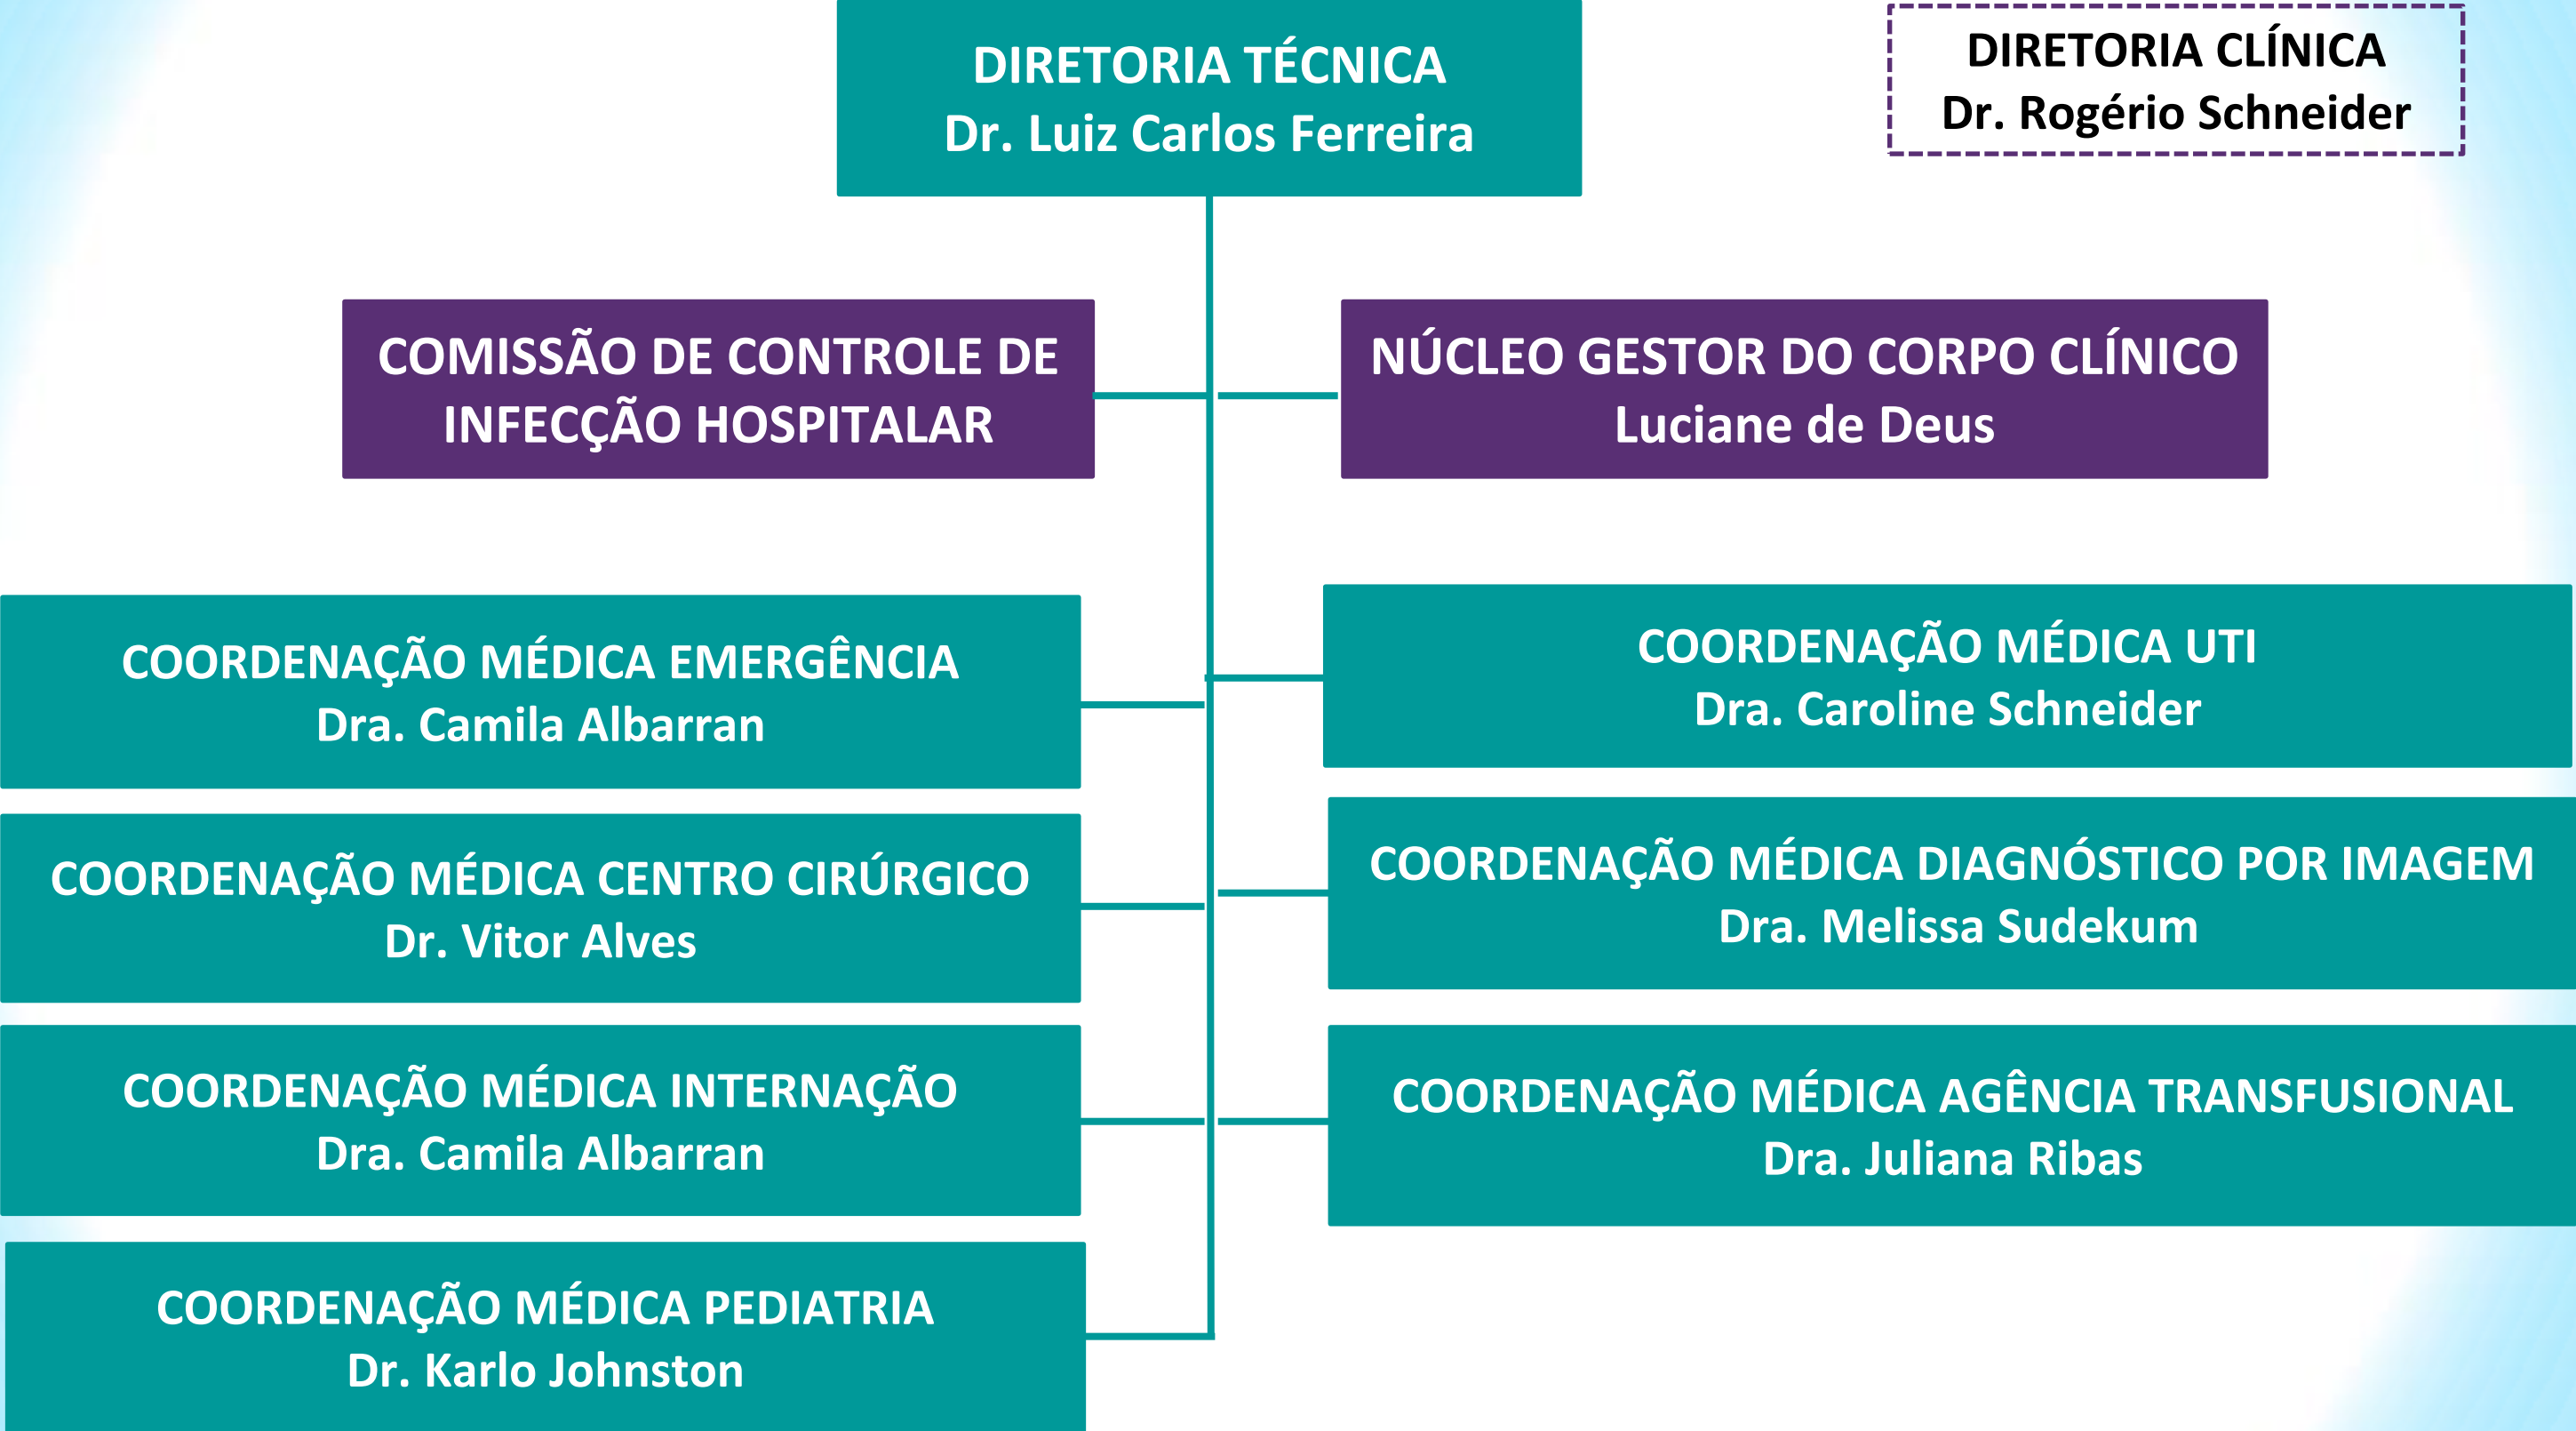 DIRETORIA TÉCNICA
Dr. Luiz Carlos Ferreira
DIRETORIA CLÍNICA
Dr. Rogério Schneider
COMISSÃO DE CONTROLE DE
INFECÇÃO HOSPITALAR
NÚCLEO GESTOR DO CORPO CLÍNICO
Luciane de Deus
COORDENAÇÃO MÉDICA EMERGÊNCIA
Dra. Camila Albarran
COORDENAÇÃO MÉDICA UTI
Dra. Caroline Schneider
COORDENAÇÃO MÉDICA CENTRO CIRÚRGICO
Dr. Vitor Alves
COORDENAÇÃO MÉDICA DIAGNÓSTICO POR IMAGEM
Dra. Melissa Sudekum
COORDENAÇÃO MÉDICA INTERNAÇÃO
Dra. Camila Albarran
COORDENAÇÃO MÉDICA AGÊNCIA TRANSFUSIONAL
Dra. Juliana Ribas
COORDENAÇÃO MÉDICA PEDIATRIA
Dr. Karlo Johnston